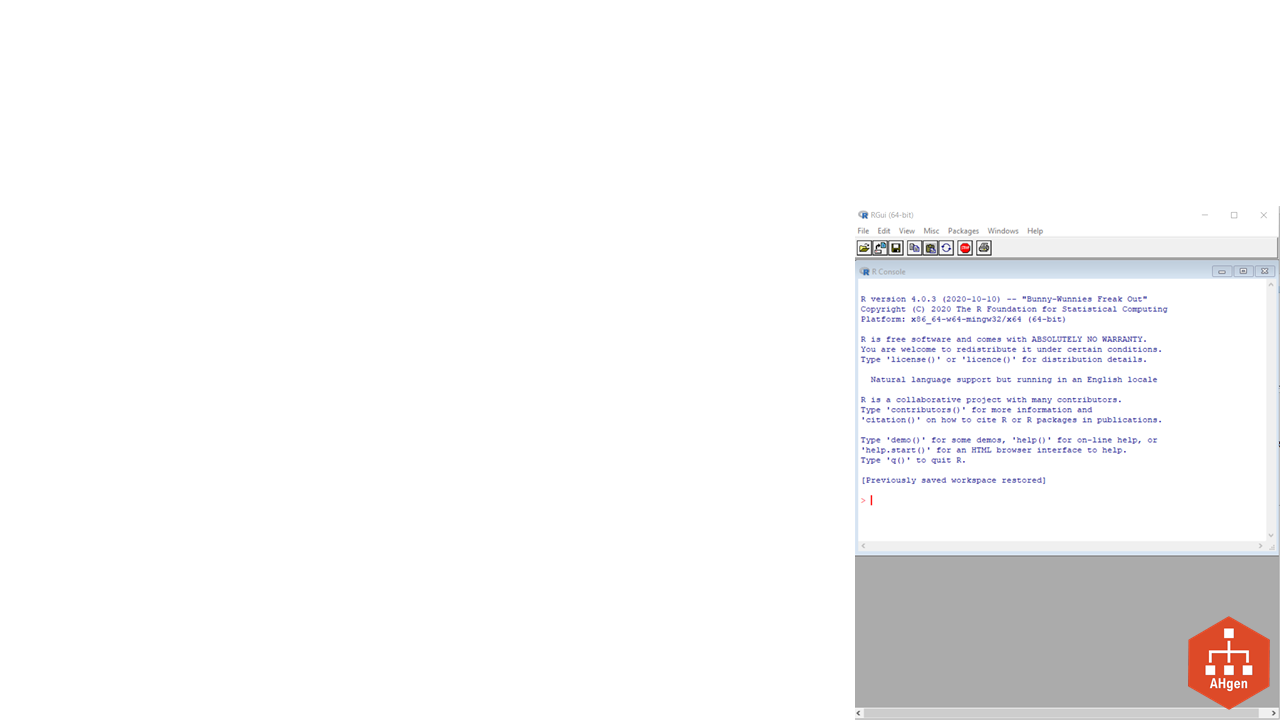 RGui (64-bit)
File Edit View Misc Packages Windows Help
STOP
R Console
R version 4.0.3 (2020-10-10) -- "Bunny-Wunnies Freak Out"
Copyright (C) 2020 The R Foundation for Statistical Computing
Platform: x86_64-w64-mingw32/x64 (64-bit)
R is free software and comes with ABSOLUTELY NO WARRANTY.
You are welcome to redistribute it under certain conditions.
Type 'license()' or 'licence()' for distribution details.
Natural language support but running in an English locale
R is a collaborative project with many contributors.
Type 'contributors()' for more information and
'citation()' on how to cite R or R packages in publications.
Type 'demo()' for some demos, 'help()' for on-line help, or
'help.start()' for an HTML browser interface to help.
Type 'q()' to quit R.
[Previously saved workspace restored]
>
AHgen